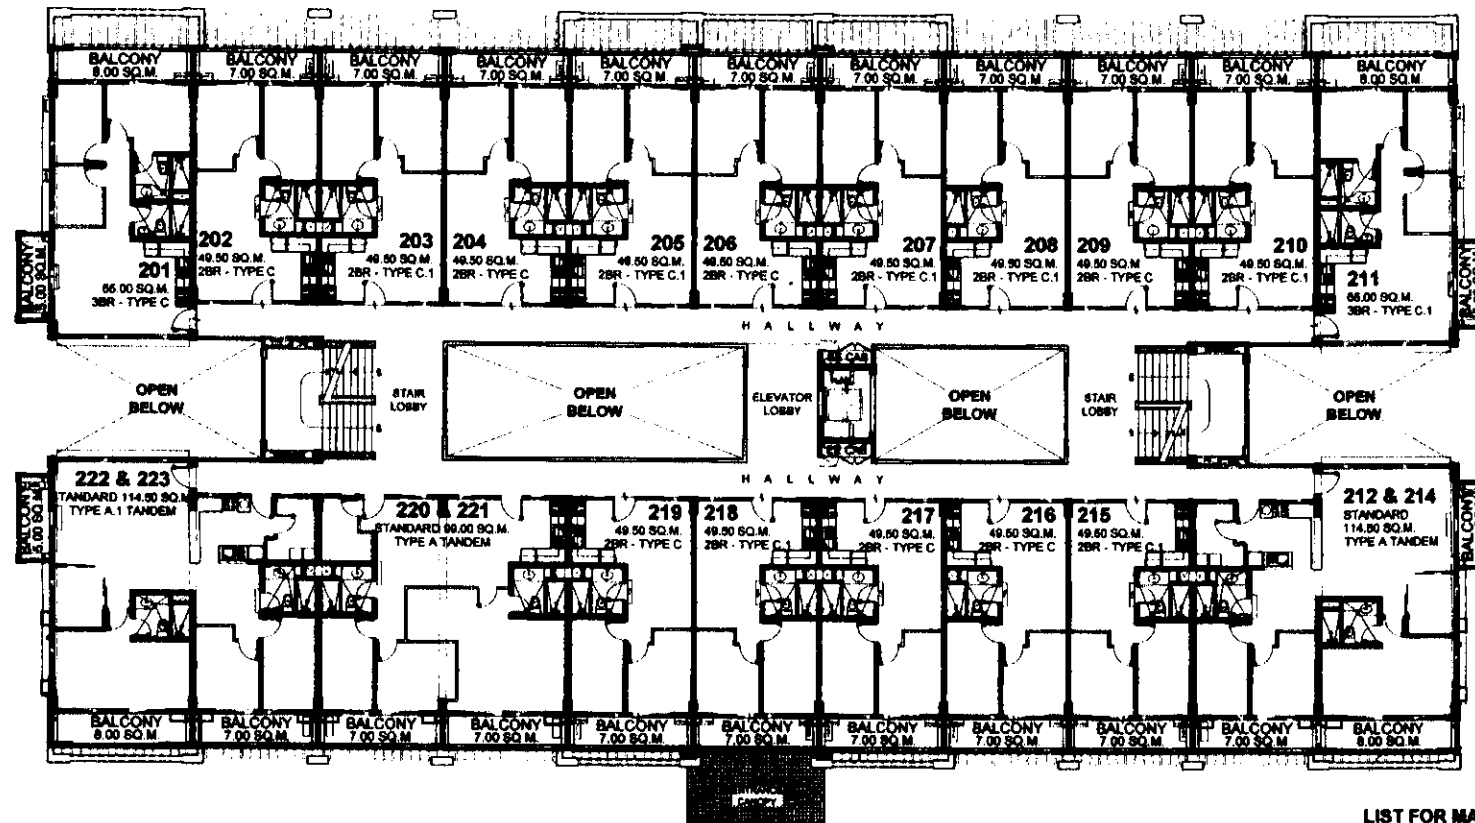 BALCONY
8.00 SQ.M.
BALCONY
7.00 SQ.M.
BALCONY
7.00 SQ.M.
BALCONY
7.00 SQ.M.
BALCONY
7.00 SQ.M.
BALCONY
7.00 SQ.M.
BALCONY
7.00 SQ.M.
BALCONY
7.00 SQ.M.
BALCONY
7.00 SQ.M.
BALCONY
7.00 SQ.M.
BALCONY
8.00 SQ.M.
BALCONY
201
66.00 SQ.M.
3BR - TYPE C
202
49.50 SQ.M.
2BR - TYPE C
203
49.50 SQ.M.
2BR - TYPE C.1
204
49.50 SQ.M.
2BR - TYPE C
205
49.50 SQ.M.
2BR - TYPE C.1
206
49.50 SQ.M.
2BR - TYPE C
207
49.50 SQ.M.
2BR - TYPE C.1
208
49.50 SQ.M.
2BR - TYPE C.1
209
49.50 SQ.M.
2BR - TYPE C
210
49.50 SQ.M.
2BR - TYPE C.1
211
66.00 SQ.M.
3BR - TYPE C.1
BALCONY
HALLWAY
OPEN
BELOW
STAIR
LOBBY
OPEN
BELOW
ELEVATOR
LOBBY
OPEN
BELOW
STAIR
LOBBY
OPEN
BELOW
HALLWAY
BALCONY
5.00 SQ.M.
222 & 223
STANDARD 114.50 SQ.M.
TYPE A.1 TANDEM
220 & 221
STANDARD 99.00 SQ.M.
TYPE A TANDEM
219
49.50 SQ.M.
2BR - TYPE C
218
49.50 SQ.M.
2BR - TYPE C.1
217
49.50 SQ.M.
2BR - TYPE C
216
49.50 SQ.M.
2BR - TYPE C
215
49.50 SQ.M.
2BR - TYPE C.1
212 & 214
STANDARD
114.50 SQ.M.
TYPE A TANDEM
BALCONY
BALCONY
8.00 SQ.M.
BALCONY
7.00 SQ.M.
BALCONY
7.00 SQ.M.
BALCONY
7.00 SQ.M.
BALCONY
7.00 SQ.M.
BALCONY
7.00 SQ.M.
BALCONY
7.00 SQ.M.
BALCONY
7.00 SQ.M.
BALCONY
7.00 SQ.M.
BALCONY
7.00 SQ.M.
BALCONY
8.00 SQ.M.
CANOPY
LIST FOR MA